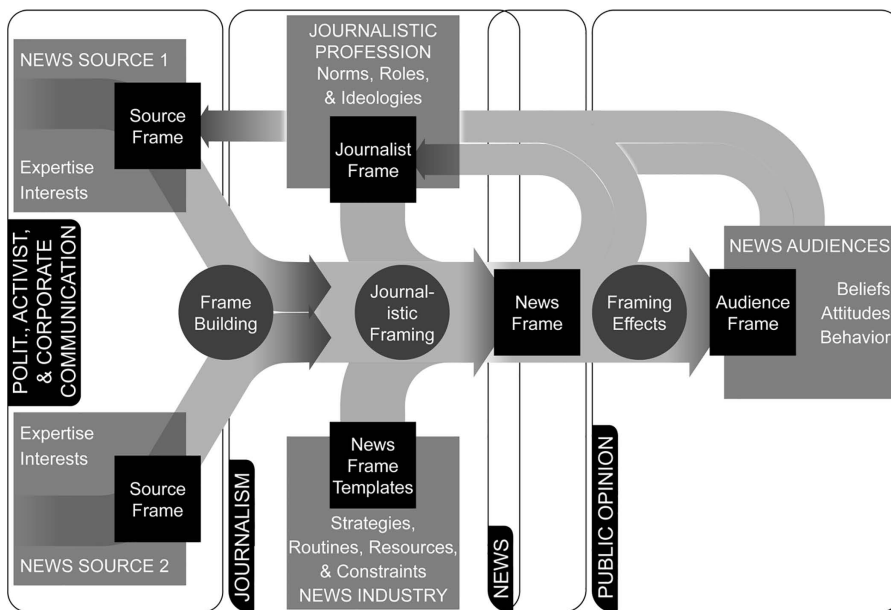 NEWS SOURCE 1
Source
Frame
Expertise
Interests
POLIT., ACTIVIST,
& CORPORATE
COMMUNICATION
Expertise
Interests
Source
Frame
NEWS SOURCE 2
Frame
Building
JOURNALISTIC
PROFESSION
Norms, Roles,
& Ideologies
Journalist
Frame
Journal-
istic
Framing
News
Frame
Templates
Strategies,
Routines, Resources,
& Constraints
NEWS INDUSTRY
JOURNALISM
News
Frame
NEWS
Framing
Effects
PUBLIC OPINION
NEWS AUDIENCES
Audience
Frame
Beliefs
Attitudes
Behavior